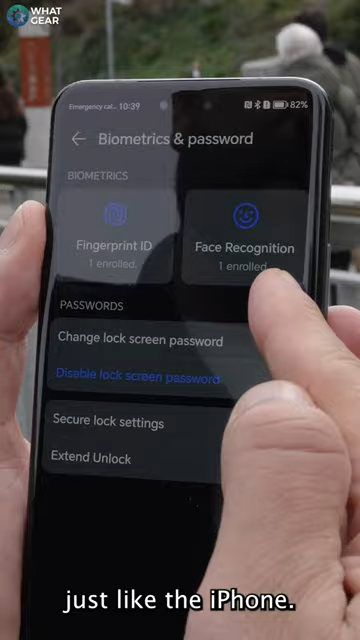 WHAT
GEAR
Emergency cal... 10:39
82%
Biometrics & password
BIOMETRICS
Fingerprint ID
1 enrolled.
Face Recognition
1 enrolled.
PASSWORDS
Change lock screen password
Disable lock screen password
Secure lock settings
Extend Unlock
just like the iPhone.